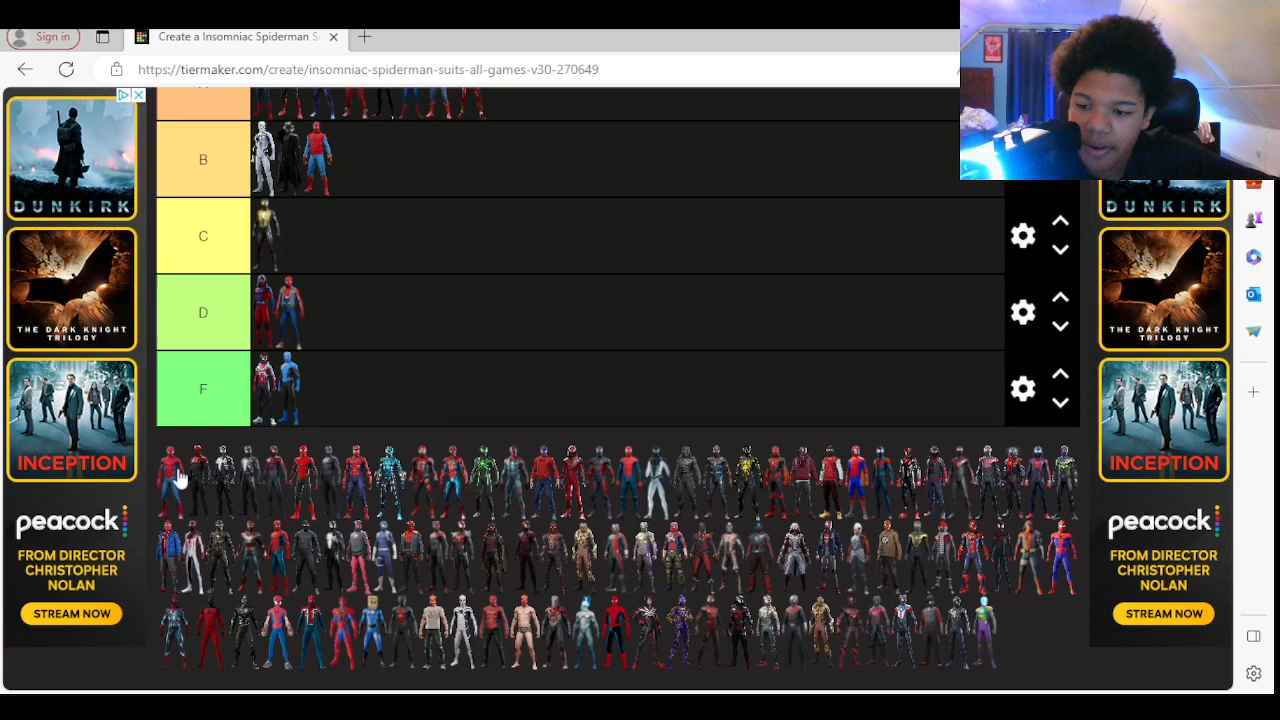 Sign in
Create a Insomniac Spiderman S
https://tiermaker.com/create/insomniac-spiderman-suits-all-games-v30-270649
DUNKIRK
THE DARK KNIGHT
TRILOGY
INCEPTION
peacock
FROM DIRECTOR
CHRISTOPHER
NOLAN
STREAM NOW
B
C
D
F
DUNKIRK
THE DARK KNIGHT
TRILOGY
INCEPTION
peacock
FROM DIRECTOR
CHRISTOPHER
NOLAN
STREAM NOW